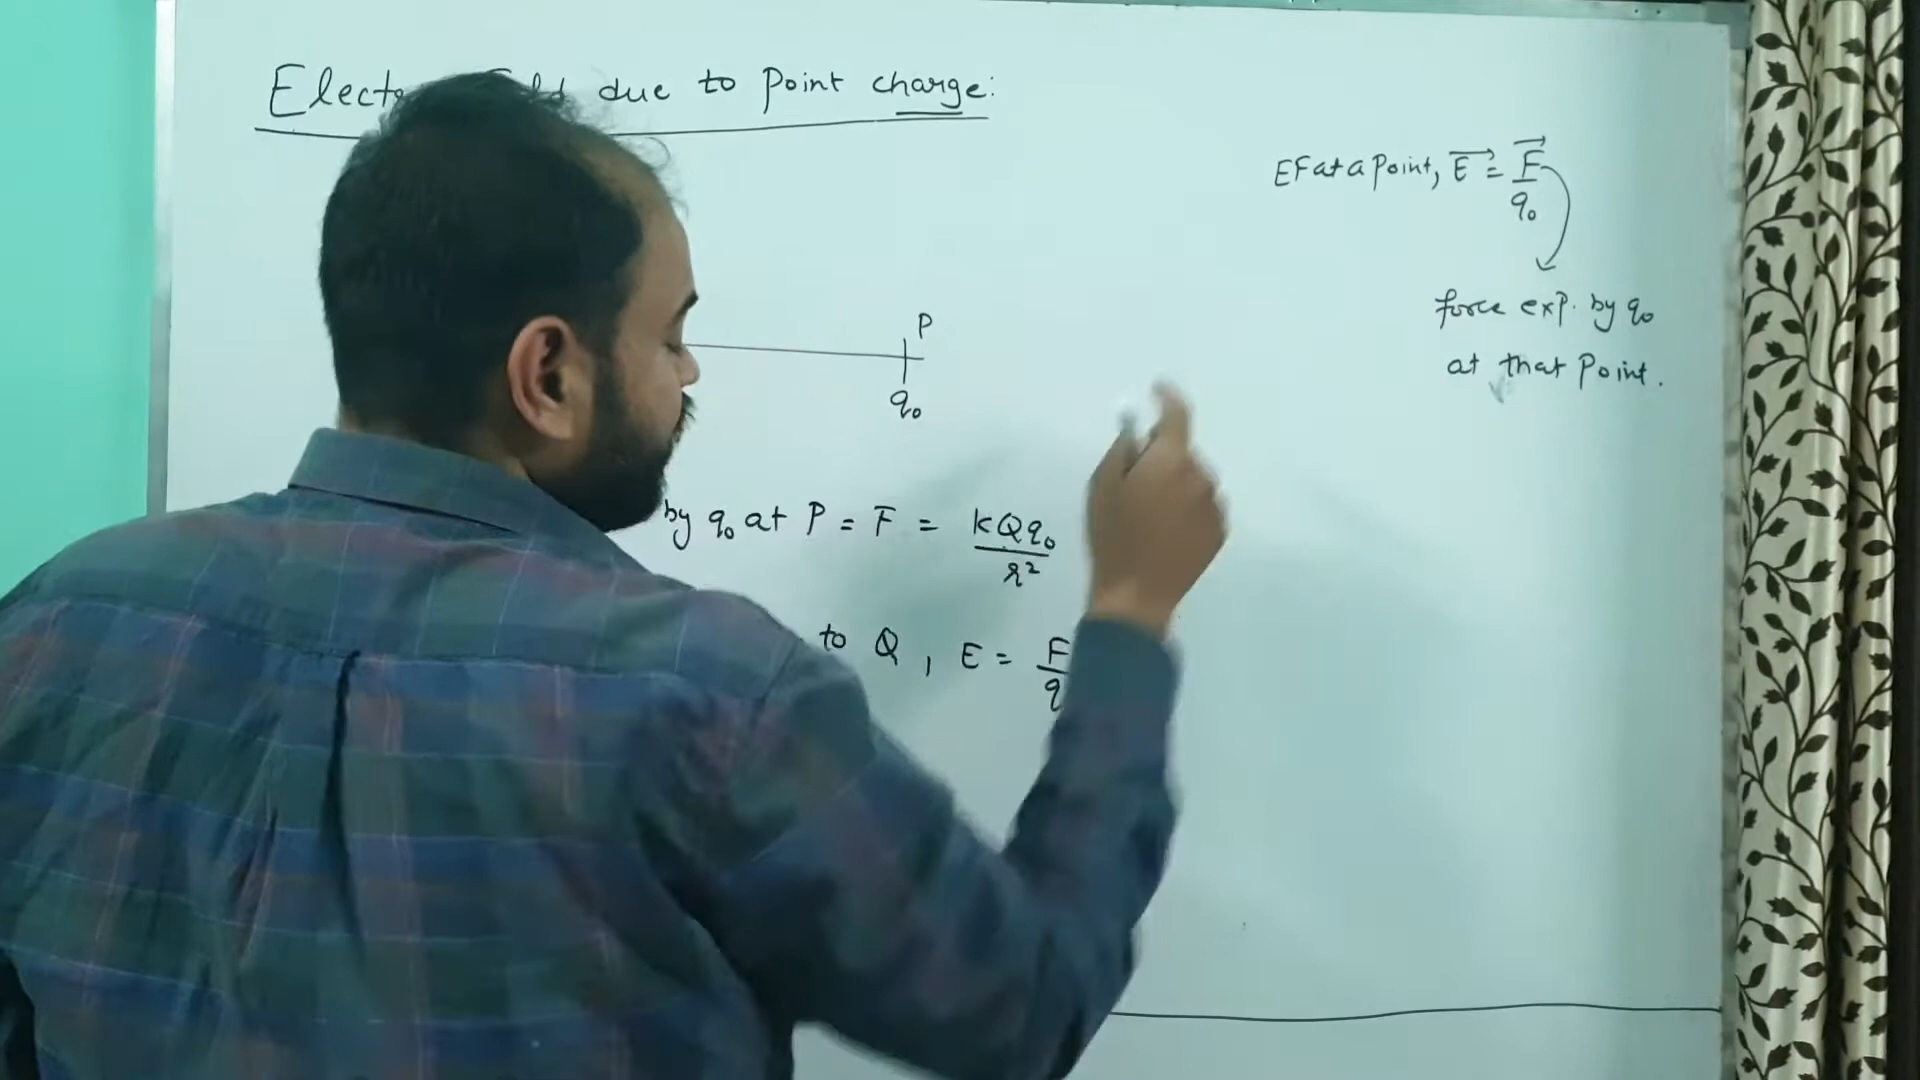 due to Point charge:
EF at a Point, E = F/q₀
force exp. by q₀
at that Point.
P
q₀
by q₀ at P = F = kQq₀/r²
to Q, E = F/q